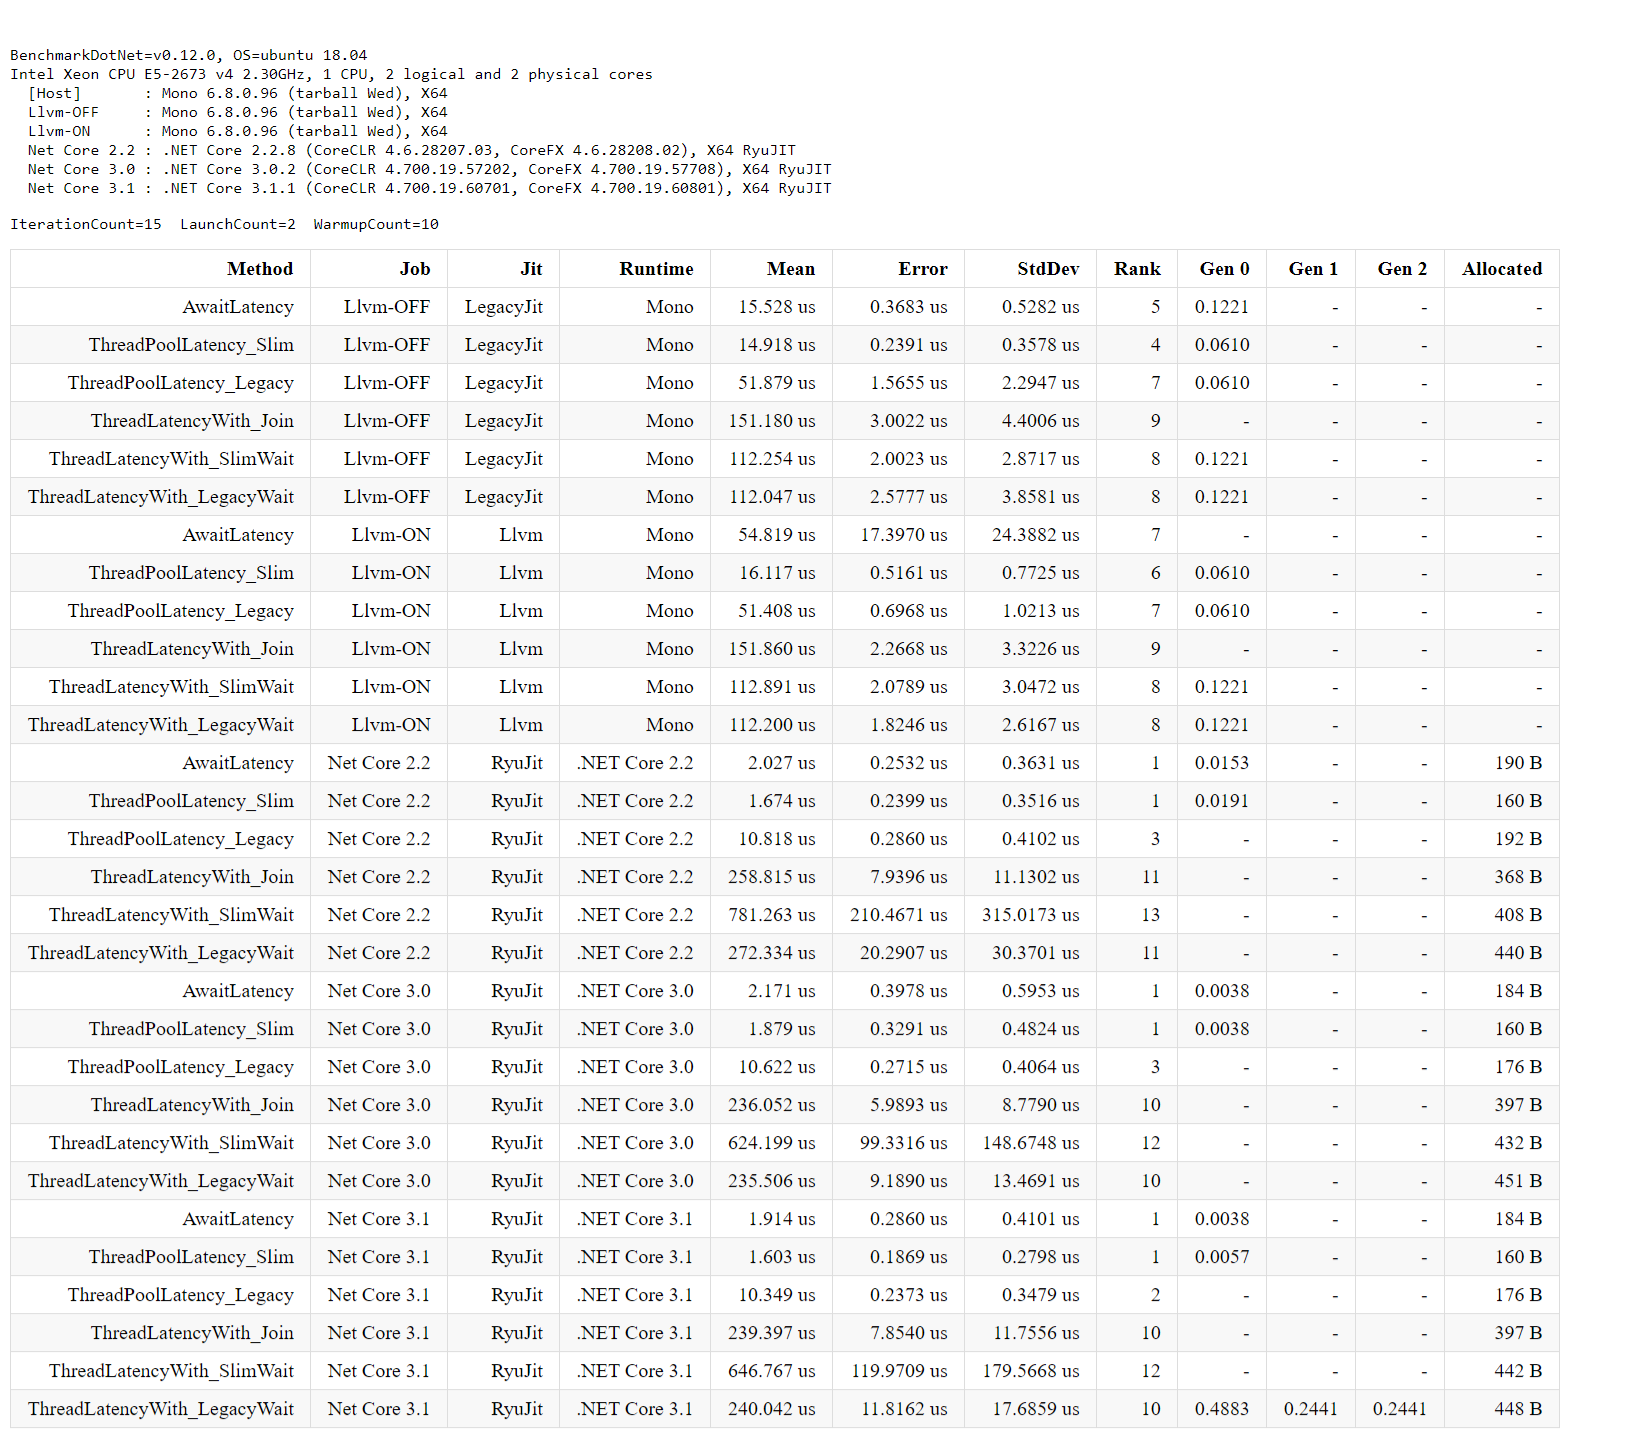 BenchmarkDotNet=v0.12.0, OS=ubuntu 18.04
Intel Xeon CPU E5-2673 v4 2.30GHz, 1 CPU, 2 logical and 2 physical cores
[Host] : Mono 6.8.0.96 (tarball Wed), X64
Llvm-OFF : Mono 6.8.0.96 (tarball Wed), X64
Llvm-ON : Mono 6.8.0.96 (tarball Wed), X64
Net Core 2.2 : .NET Core 2.2.8 (CoreCLR 4.6.28207.03, CoreFX 4.6.28208.02), X64 RyuJIT
Net Core 3.0 : .NET Core 3.0.2 (CoreCLR 4.700.19.57202, CoreFX 4.700.19.57708), X64 RyuJIT
Net Core 3.1 : .NET Core 3.1.1 (CoreCLR 4.700.19.60701, CoreFX 4.700.19.60801), X64 RyuJIT
IterationCount=15 LaunchCount=2 WarmupCount=10
Method Job Jit Runtime Mean Error StdDev Rank Gen 0 Gen 1 Gen 2 Allocated
AwaitLatency Llvm-OFF LegacyJit Mono 15.528 us 0.3683 us 0.5282 us 5 0.1221 - - -
ThreadPoolLatency_Slim Llvm-OFF LegacyJit Mono 14.918 us 0.2391 us 0.3578 us 4 0.0610 - - -
ThreadPoolLatency_Legacy Llvm-OFF LegacyJit Mono 51.879 us 1.5655 us 2.2947 us 7 0.0610 - - -
ThreadLatencyWith_Join Llvm-OFF LegacyJit Mono 151.180 us 3.0022 us 4.4006 us 9 - - - -
ThreadLatencyWith_SlimWait Llvm-OFF LegacyJit Mono 112.254 us 2.0023 us 2.8717 us 8 0.1221 - - -
ThreadLatencyWith_LegacyWait Llvm-OFF LegacyJit Mono 112.047 us 2.5777 us 3.8581 us 8 0.1221 - - -
AwaitLatency Llvm-ON Llvm Mono 54.819 us 17.3970 us 24.3882 us 7 - - - -
ThreadPoolLatency_Slim Llvm-ON Llvm Mono 16.117 us 0.5161 us 0.7725 us 6 0.0610 - - -
ThreadPoolLatency_Legacy Llvm-ON Llvm Mono 51.408 us 0.6968 us 1.0213 us 7 0.0610 - - -
ThreadLatencyWith_Join Llvm-ON Llvm Mono 151.860 us 2.2668 us 3.3226 us 9 - - - -
ThreadLatencyWith_SlimWait Llvm-ON Llvm Mono 112.891 us 2.0789 us 3.0472 us 8 0.1221 - - -
ThreadLatencyWith_LegacyWait Llvm-ON Llvm Mono 112.200 us 1.8246 us 2.6167 us 8 0.1221 - - -
AwaitLatency Net Core 2.2 RyuJit .NET Core 2.2 2.027 us 0.2532 us 0.3631 us 1 0.0153 - - 190 B
ThreadPoolLatency_Slim Net Core 2.2 RyuJit .NET Core 2.2 1.674 us 0.2399 us 0.3516 us 1 0.0191 - - 160 B
ThreadPoolLatency_Legacy Net Core 2.2 RyuJit .NET Core 2.2 10.818 us 0.2860 us 0.4102 us 3 - - - 192 B
ThreadLatencyWith_Join Net Core 2.2 RyuJit .NET Core 2.2 258.815 us 7.9396 us 11.1302 us 11 - - - 368 B
ThreadLatencyWith_SlimWait Net Core 2.2 RyuJit .NET Core 2.2 781.263 us 210.4671 us 315.0173 us 13 - - - 408 B
ThreadLatencyWith_LegacyWait Net Core 2.2 RyuJit .NET Core 2.2 272.334 us 20.2907 us 30.3701 us 11 - - - 440 B
AwaitLatency Net Core 3.0 RyuJit .NET Core 3.0 2.171 us 0.3978 us 0.5953 us 1 0.0038 - - 184 B
ThreadPoolLatency_Slim Net Core 3.0 RyuJit .NET Core 3.0 1.879 us 0.3291 us 0.4824 us 1 0.0038 - - 160 B
ThreadPoolLatency_Legacy Net Core 3.0 RyuJit .NET Core 3.0 10.622 us 0.2715 us 0.4064 us 3 - - - 176 B
ThreadLatencyWith_Join Net Core 3.0 RyuJit .NET Core 3.0 236.052 us 5.9893 us 8.7790 us 10 - - - 397 B
ThreadLatencyWith_SlimWait Net Core 3.0 RyuJit .NET Core 3.0 624.199 us 99.3316 us 148.6748 us 12 - - - 432 B
ThreadLatencyWith_LegacyWait Net Core 3.0 RyuJit .NET Core 3.0 235.506 us 9.1890 us 13.4691 us 10 - - - 451 B
AwaitLatency Net Core 3.1 RyuJit .NET Core 3.1 1.914 us 0.2860 us 0.4101 us 1 0.0038 - - 184 B
ThreadPoolLatency_Slim Net Core 3.1 RyuJit .NET Core 3.1 1.603 us 0.1869 us 0.2798 us 1 0.0057 - - 160 B
ThreadPoolLatency_Legacy Net Core 3.1 RyuJit .NET Core 3.1 10.349 us 0.2373 us 0.3479 us 2 - - - 176 B
ThreadLatencyWith_Join Net Core 3.1 RyuJit .NET Core 3.1 239.397 us 7.8540 us 11.7556 us 10 - - - 397 B
ThreadLatencyWith_SlimWait Net Core 3.1 RyuJit .NET Core 3.1 646.767 us 119.9709 us 179.5668 us 12 - - - 442 B
ThreadLatencyWith_LegacyWait Net Core 3.1 RyuJit .NET Core 3.1 240.042 us 11.8162 us 17.6859 us 10 0.4883 0.2441 0.2441 448 B